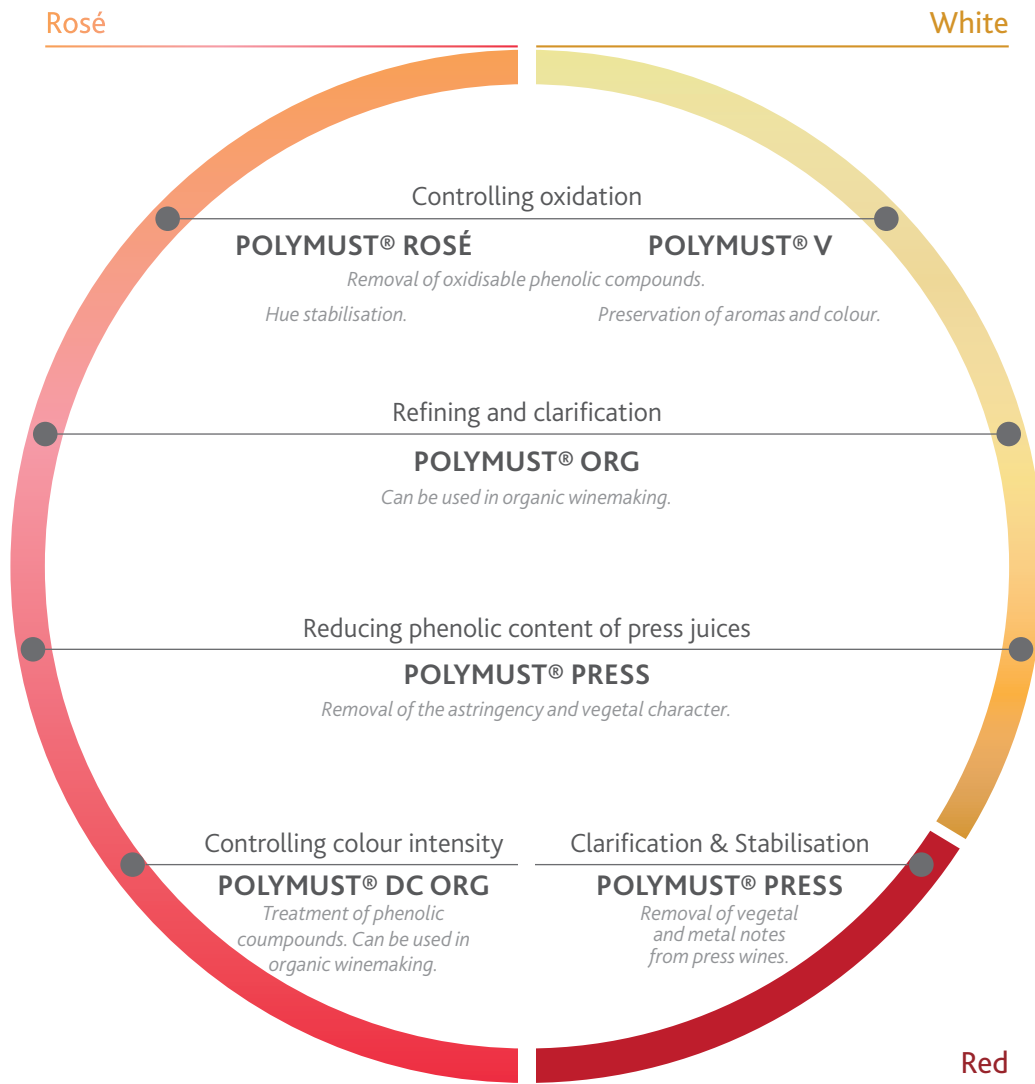 Rosé
White
Controlling oxidation
POLYMUST® ROSÉ
POLYMUST® V
Removal of oxidisable phenolic compounds.
Hue stabilisation.
Preservation of aromas and colour.
Refining and clarification
POLYMUST® ORG
Can be used in organic winemaking.
Reducing phenolic content of press juices
POLYMUST® PRESS
Removal of the astringency and vegetal character.
Controlling colour intensity
POLYMUST® DC ORG
Treatment of phenolic
coumpounds. Can be used in
organic winemaking.
Clarification & Stabilisation
POLYMUST® PRESS
Removal of vegetal
and metal notes
from press wines.
Red